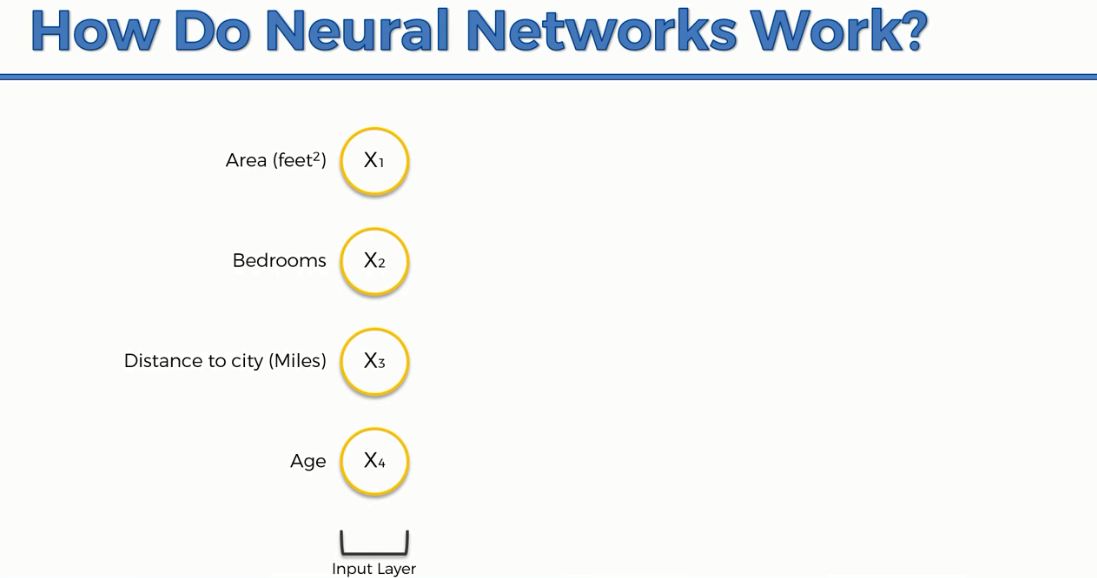 How Do Neural Networks Work?
Area (feet²) X₁
Bedrooms X₂
Distance to city (Miles) X₃
Age X₄
Input Layer